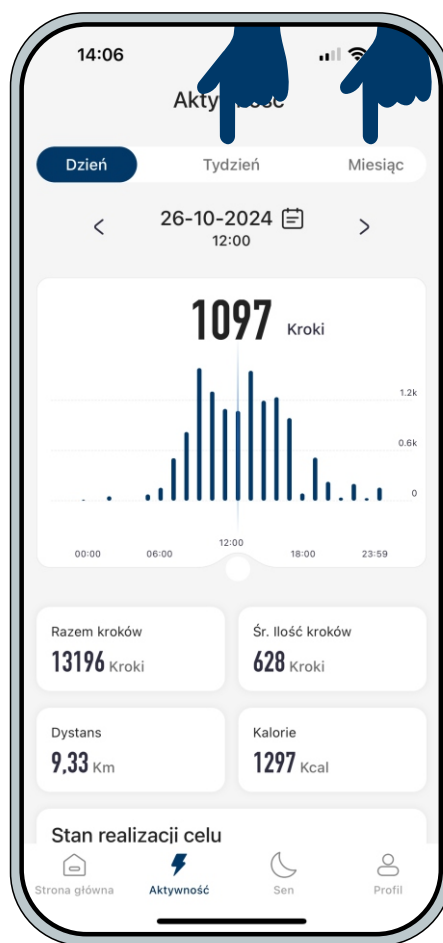 14:06
Aktywność
Dzień Tydzień Miesiąc
< 26-10-2024 >
12:00
1097 Kroki
1.2k
0.6k
0
12:00
00:00 06:00 18:00 23:59
Razem kroków Śr. Ilość kroków
13196 Kroki 628 Kroki
Dystans Kalorie
9,33 Km 1297 Kcal
Stan realizacji celu
Strona główna Aktywność Sen Profil